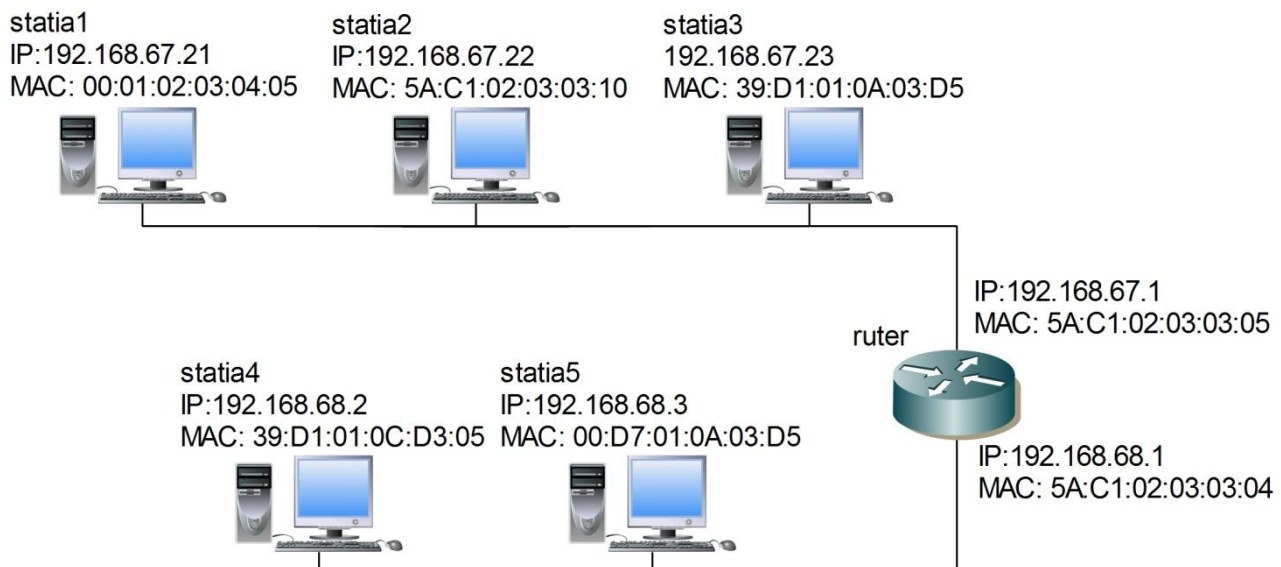 statia1
IP:192.168.67.21
MAC: 00:01:02:03:04:05
statia2
IP:192.168.67.22
MAC: 5A:C1:02:03:03:10
statia3
192.168.67.23
MAC: 39:D1:01:0A:03:D5
IP:192.168.67.1
MAC: 5A:C1:02:03:03:05
ruter
statia4
IP:192.168.68.2
MAC: 39:D1:01:0C:D3:05
statia5
IP:192.168.68.3
MAC: 00:D7:01:0A:03:D5
IP:192.168.68.1
MAC: 5A:C1:02:03:03:04